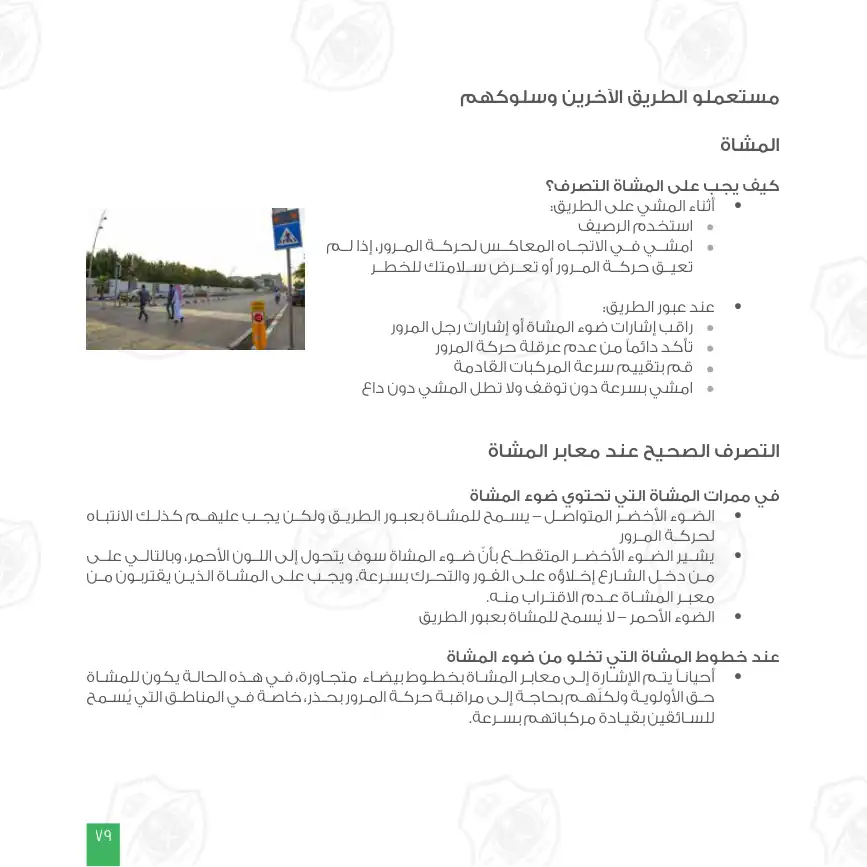 مستعملو الطريق الآخرين وسلوكهم
المشاة
كيف يجب على المشاة التصرف؟
• أثناء المشي على الطريق:
• استخدم الرصيف
• امشي في الاتجاه المعاكس لحركة المرور، إذا لم
تعيق حركة المرور أو تعرض سلامتك للخطر
• عند عبور الطريق:
• راقب إشارات ضوء المشاة أو إشارات رجل المرور
• تأكد دائماً من عدم عرقلة حركة المرور
• قم بتقييم سرعة المركبات القادمة
• امشي بسرعة دون توقف ولا تطل المشي دون داع
التصرف الصحيح عند معابر المشاة
في ممرات المشاة التي تحتوي ضوء المشاة
• الضوء الأخضر المتواصل – يسمح للمشاة بعبور الطريق ولكن يجب عليهم كذلك الانتباه
لحركة المرور
• يشير الضوء الأخضر المتقطع بأنّ ضوء المشاة سوف يتحول إلى اللون الأحمر، وبالتالي على
من دخل الشارع إخلاؤه على الفور والتحرك بسرعة. ويجب على المشاة الذين يقتربون من
معبر المشاة عدم الاقتراب منه.
• الضوء الأحمر – لا يُسمح للمشاة بعبور الطريق
عند خطوط المشاة التي تخلو من ضوء المشاة
• أحياناً يتم الإشارة إلى معابر المشاة بخطوط بيضاء متجاورة، في هذه الحالة يكون للمشاة
حق الأولوية ولكنّهم بحاجة إلى مراقبة حركة المرور بحذر، خاصة في المناطق التي يُسمح
للسائقين بقيادة مركباتهم بسرعة.
٧٩